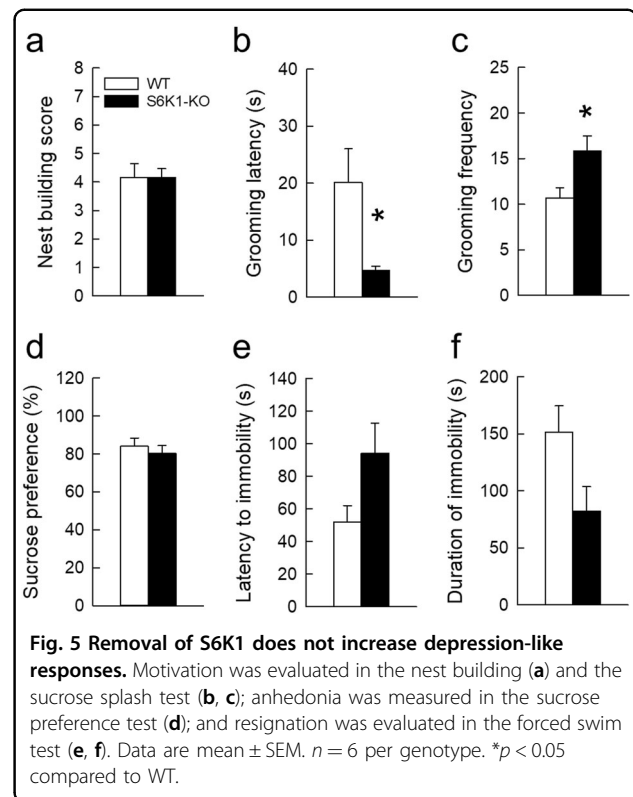 a
b
c
WT
S6K1-KO
Nest building score
8
7
6
5
4
3
2
1
0
Grooming latency (s)
40
30
20
10
0
*
Grooming frequency
25
20
15
10
5
0
*
d
e
f
Sucrose preference (%)
120
100
80
60
40
20
0
Latency to immobility (s)
140
120
100
80
60
40
20
0
Duration of immobility (s)
200
150
100
50
0
Fig. 5 Removal of S6K1 does not increase depression-like
responses. Motivation was evaluated in the nest building (a) and the
sucrose splash test (b, c); anhedonia was measured in the sucrose
preference test (d); and resignation was evaluated in the forced swim
test (e, f). Data are mean ± SEM. n = 6 per genotype. *p < 0.05
compared to WT.